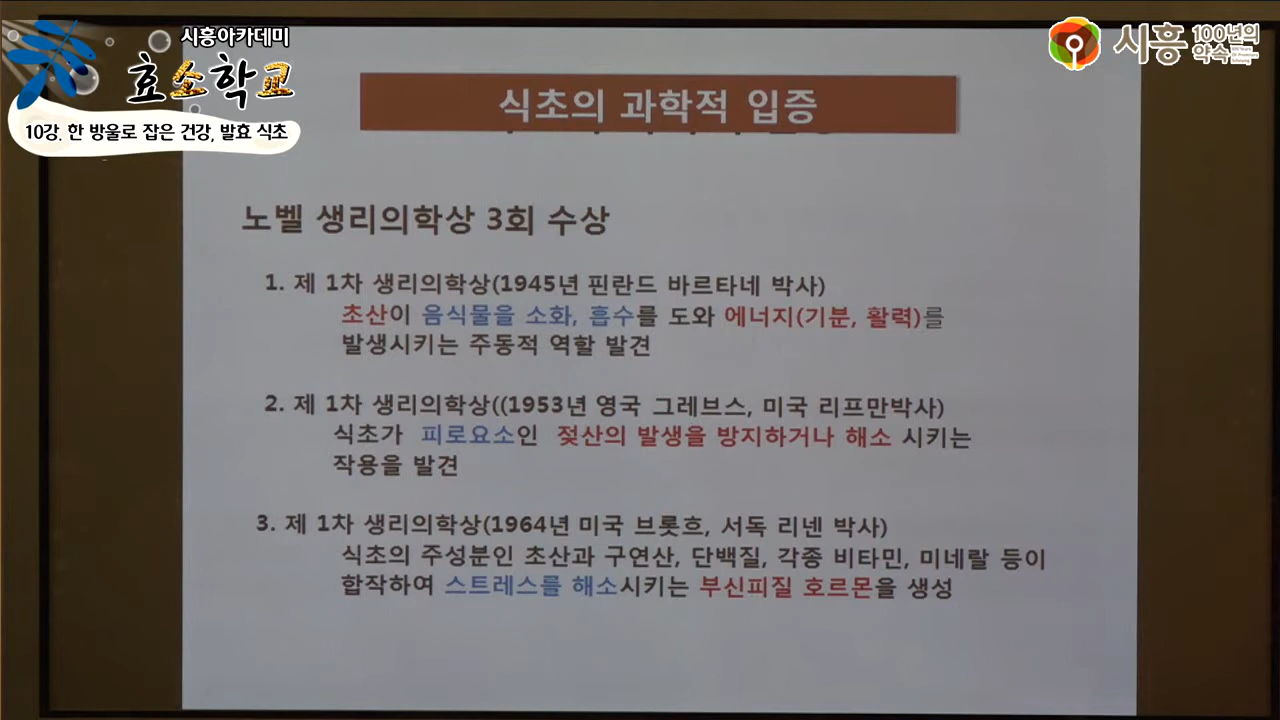 시흥아카데미
효소학교
10강. 한 방울로 잡은 건강, 발효 식초
시흥 100년의 약속
식초의 과학적 입증
노벨 생리의학상 3회 수상
1. 제 1차 생리의학상(1945년 핀란드 바르타네 박사)
초산이 음식물을 소화, 흡수를 도와 에너지(기분, 활력)를
발생시키는 주동적 역할 발견
2. 제 1차 생리의학상((1953년 영국 그레브스, 미국 리프만박사)
식초가 피로요소인 젖산의 발생을 방지하거나 해소 시키는
작용을 발견
3. 제 1차 생리의학상(1964년 미국 브롯흐, 서독 리넨 박사)
식초의 주성분인 초산과 구연산, 단백질, 각종 비타민, 미네랄 등이
합작하여 스트레스를 해소시키는 부신피질 호르몬을 생성